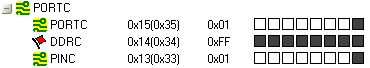 PORTC
PORTC 0x15(0x35) 0x01
DDRC 0x14(0x34) 0xFF
PINC 0x13(0x33) 0x01